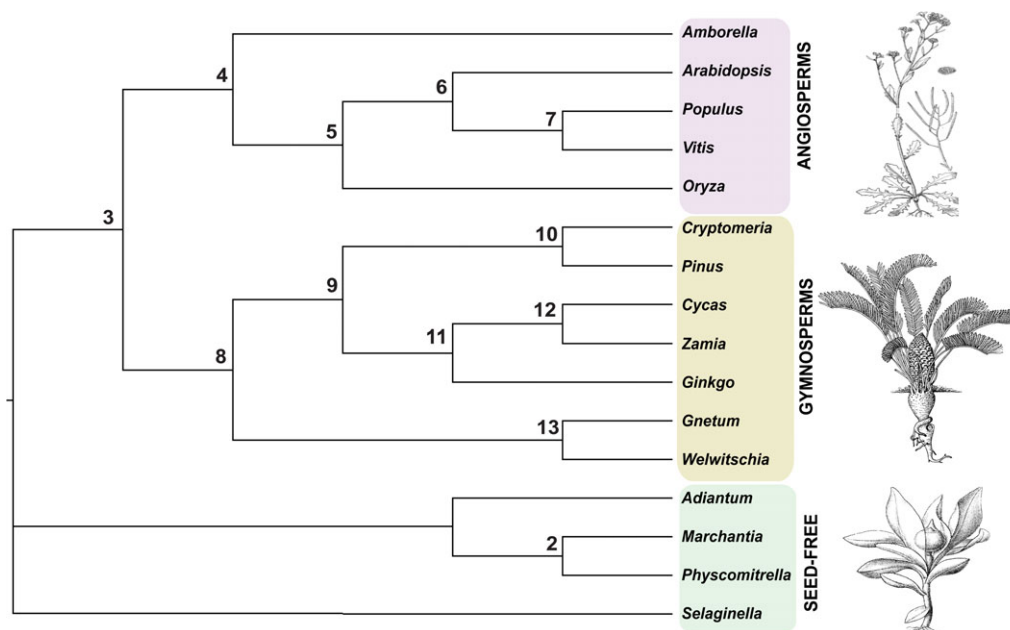 Amborella
4
Arabidopsis
6
Populus
7
5
Vitis
Oryza
ANGIOSPERMS
3
Cryptomeria
10
Pinus
9
Cycas
12
11
Zamia
8
Ginkgo
Gnetum
13
Welwitschia
GYMNOSPERMS
Adiantum
Marchantia
2
Physcomitrella
Selaginella
SEED-FREE